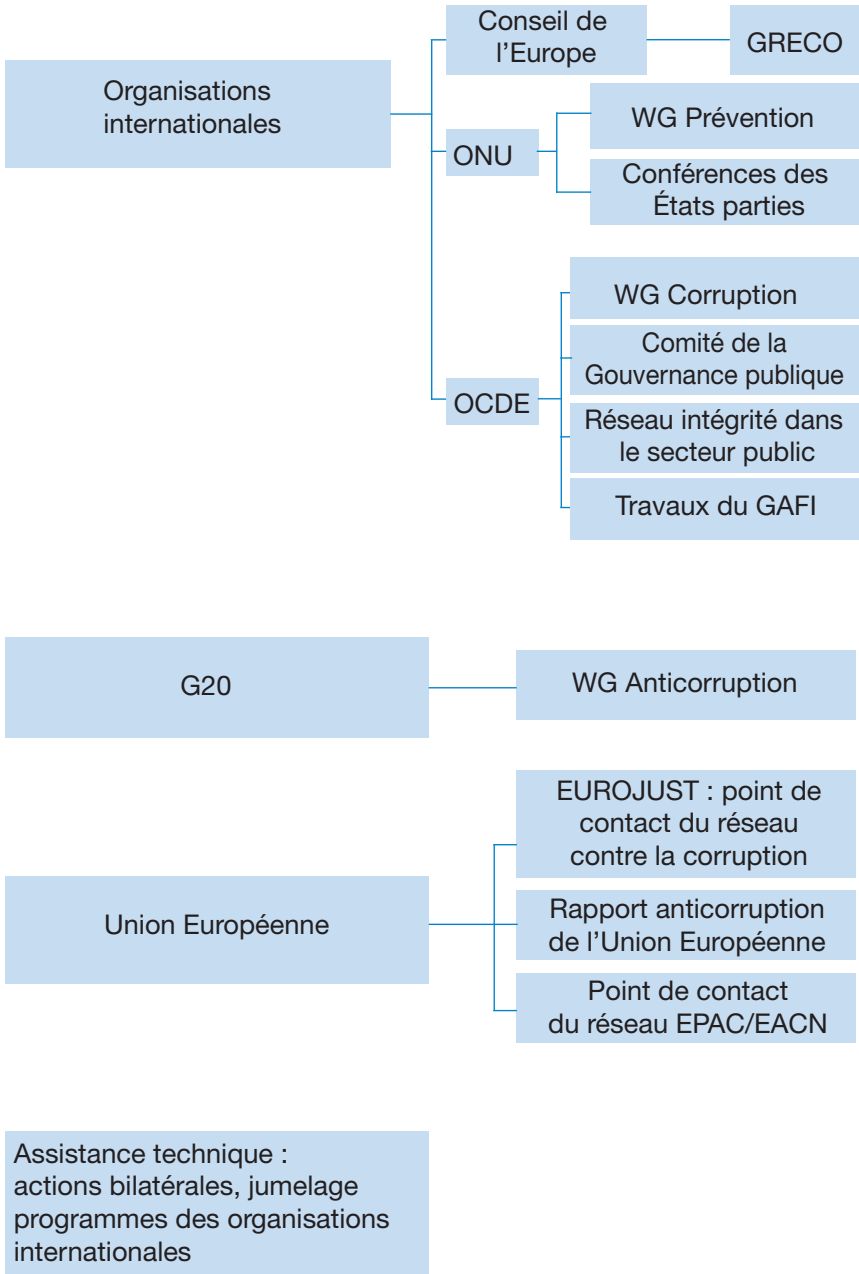 Organisations
internationales
Conseil de
l’Europe
GRECO
ONU
WG Prévention
Conférences des
États parties
OCDE
WG Corruption
Comité de la
Gouvernance publique
Réseau intégrité dans
le secteur public
Travaux du GAFI
G20
WG Anticorruption
Union Européenne
EUROJUST : point de
contact du réseau
contre la corruption
Rapport anticorruption
de l’Union Européenne
Point de contact
du réseau EPAC/EACN
Assistance technique :
actions bilatérales, jumelage
programmes des organisations
internationales